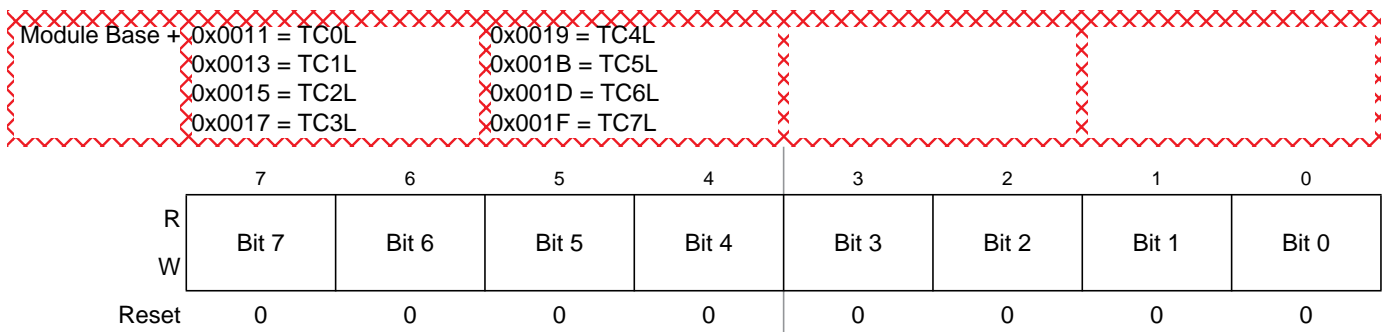 Module Base + 0x0011 = TC0L 0x0019 = TC4L
0x0013 = TC1L 0x001B = TC5L
0x0015 = TC2L 0x001D = TC6L
0x0017 = TC3L 0x001F = TC7L
7 6 5 4 3 2 1 0
R
Bit 7 Bit 6 Bit 5 Bit 4 Bit 3 Bit 2 Bit 1 Bit 0
W
Reset 0 0 0 0 0 0 0 0